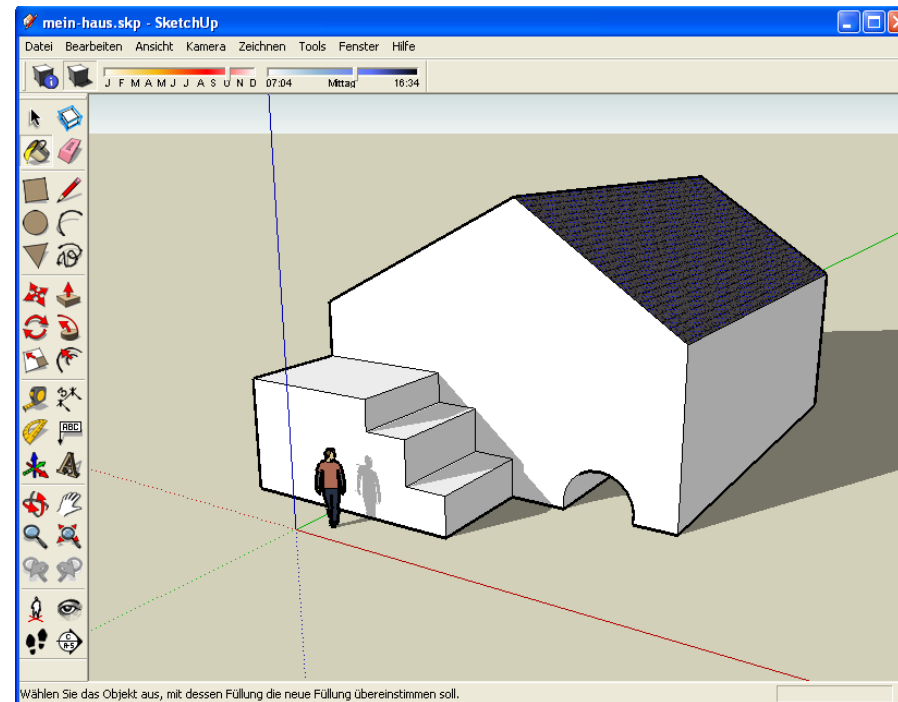 mein-haus.skp - SketchUp
Datei Bearbeiten Ansicht Kamera Zeichnen Tools Fenster Hilfe
J F M A M J J A S N D 07:04 Mittag 16:34
ABC
A
C
A-5
Wählen Sie das Objekt aus, mit dessen Füllung die neue Füllung übereinstimmen soll.